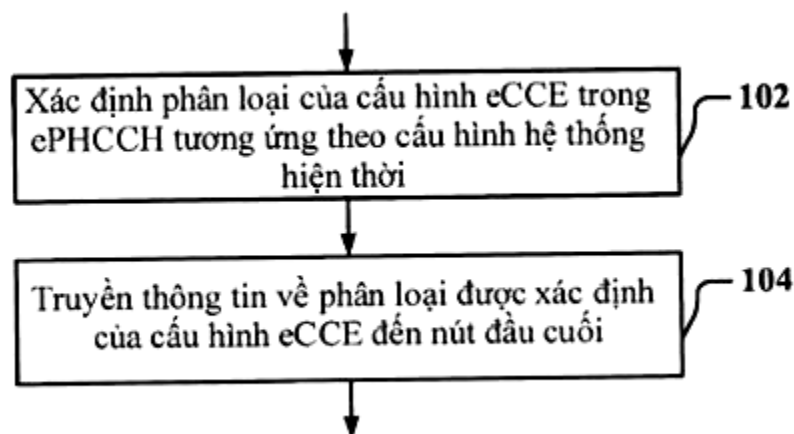 Xác định phân loại của cấu hình eCCE trong
ePHCCH tương ứng theo cấu hình hệ thống
hiện thời
102
Truyền thông tin về phân loại được xác định
của cấu hình eCCE đến nút đầu cuối
104